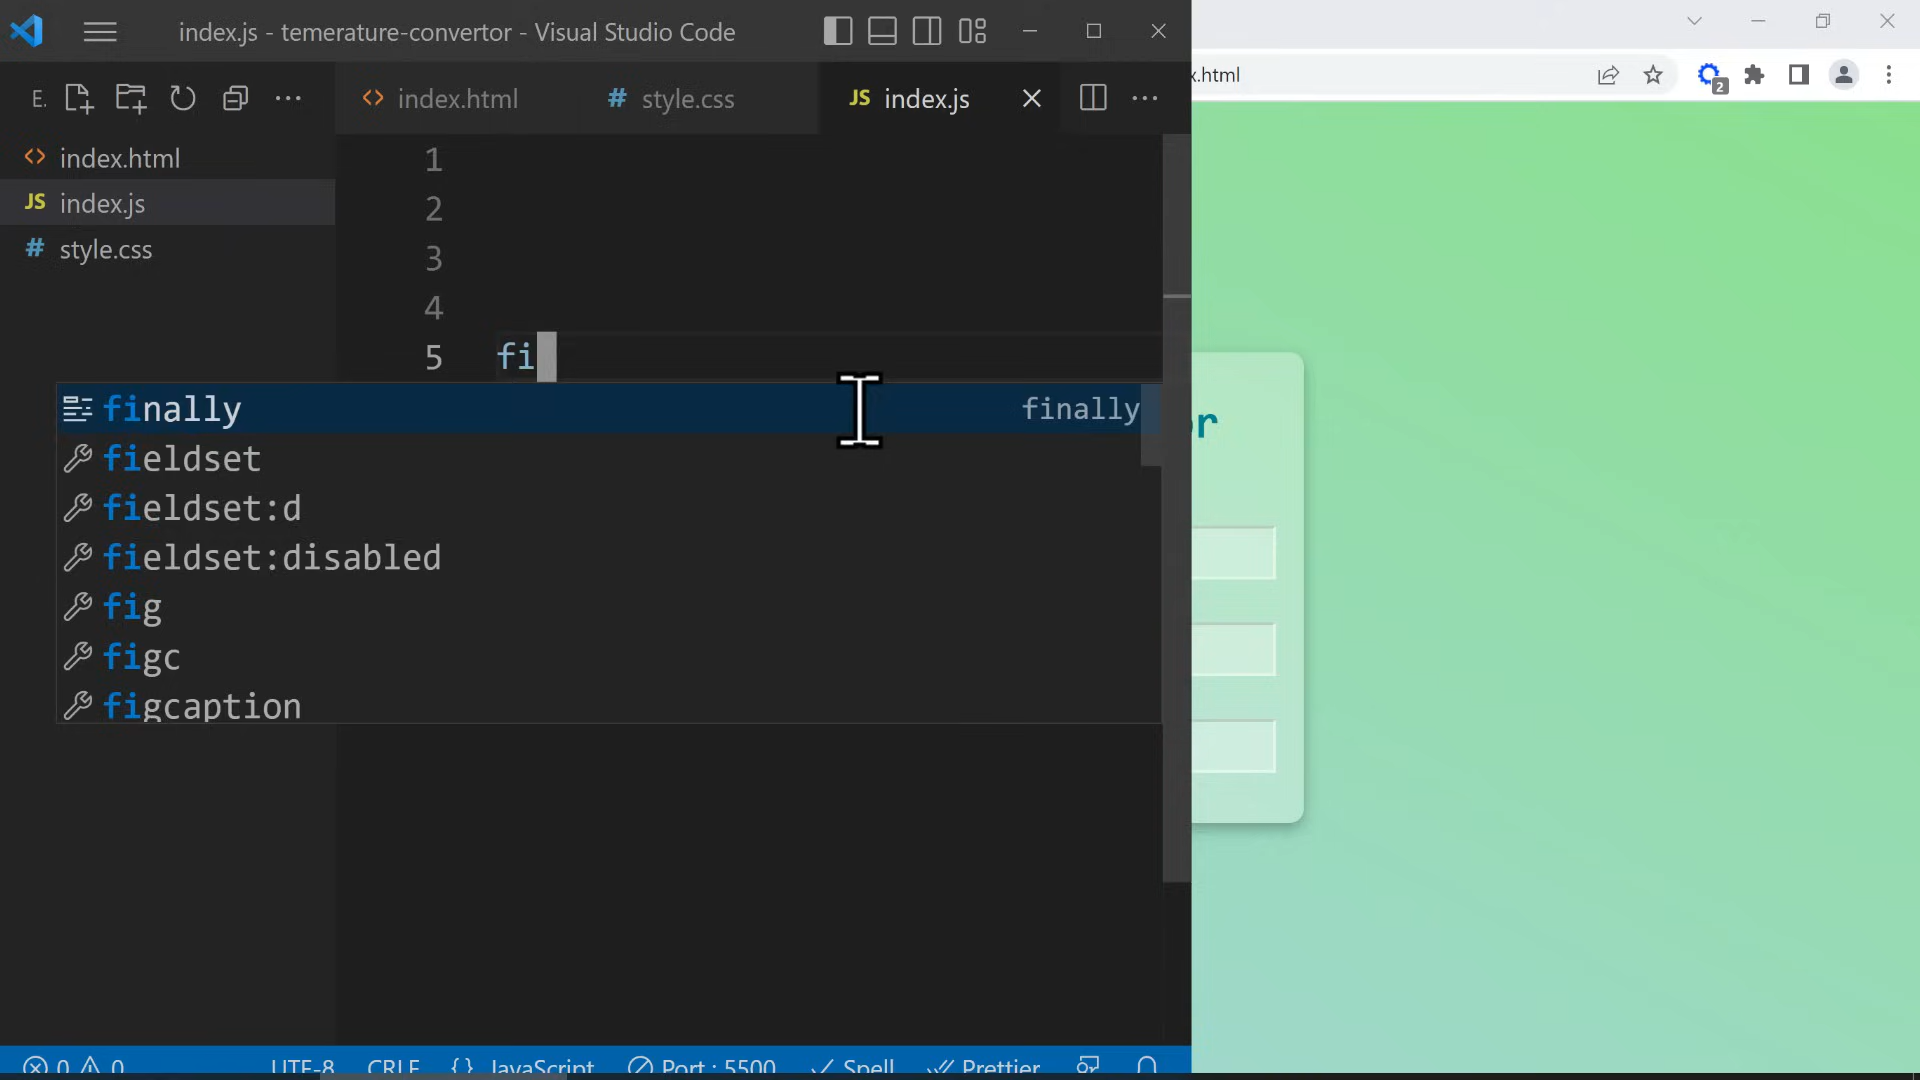 index.js - temerature-convertor - Visual Studio Code
E.
index.html
style.css
JS index.js
x.html
2
index.html
JS index.js
style.css
1
2
3
4
5 fi
finally finally
fieldset
fieldset:d
fieldset:disabled
fig
figc
figcaption
or
0 0 UTF-8 CRLF {} JavaScript Port : 5500 Spell Prettier